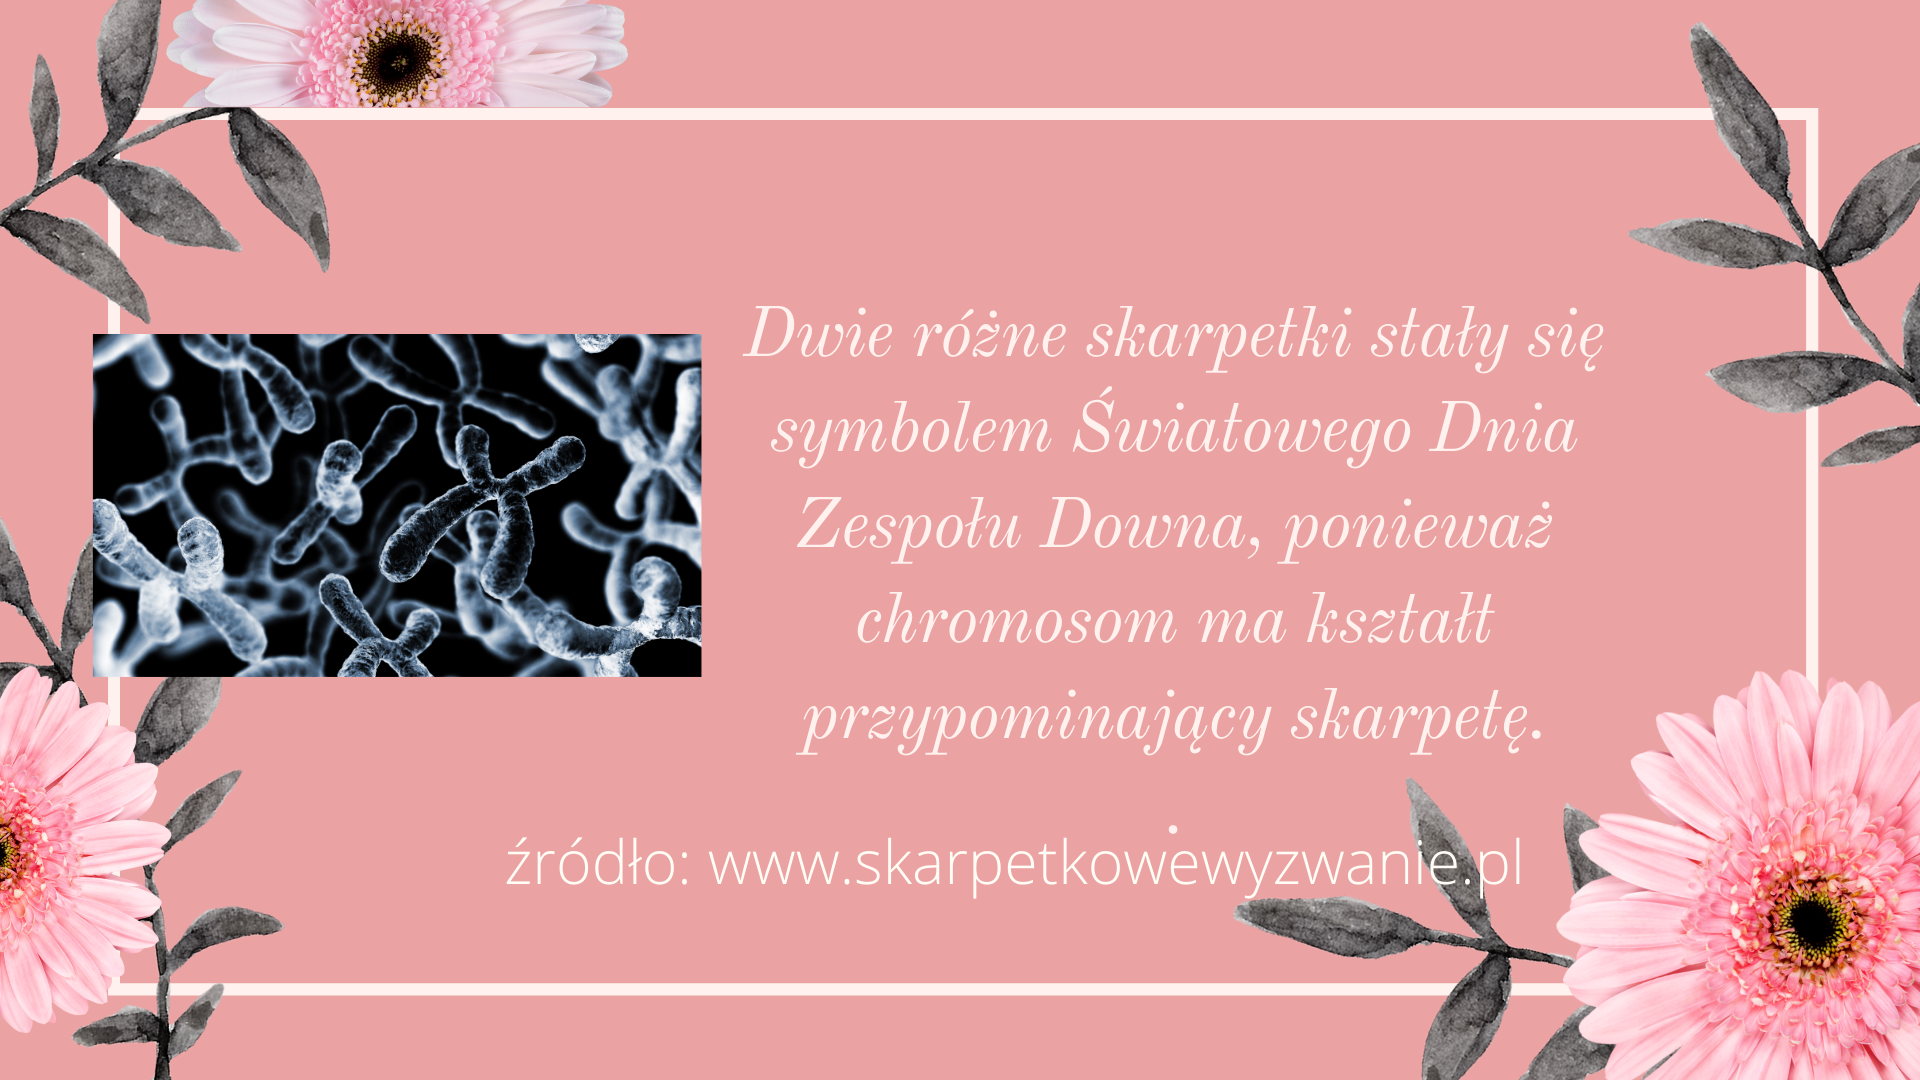 Dwie różne skarpetki stały się
symbolem Światowego Dnia
Zespołu Downa, ponieważ
chromosom ma kształt
przypominający skarpetę.
.
źródło: www.skarpetkowewyzwanie.pl